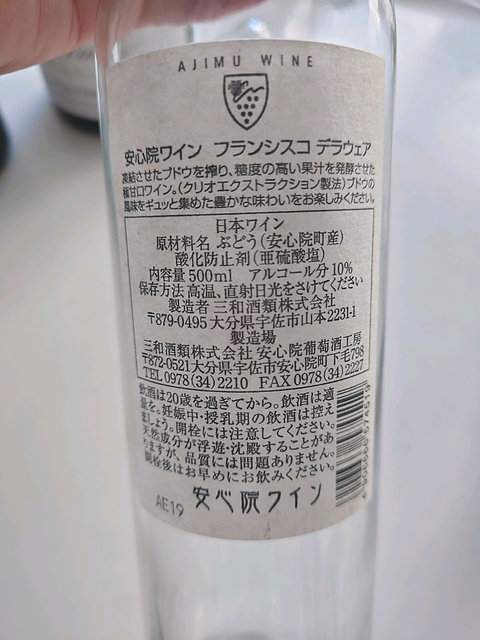 AJIMU WINE
安心院ワイン フランシスコ デラウェア
凍結させたブドウを搾り、糖度の高い果汁を発酵させた
極甘口ワイン。(クリオエクストラクション製法)ブドウの
風味をギュッと集めた豊かな味わいをお楽しみください。
日本ワイン
原材料名 ぶどう(安心院町産)
酸化防止剤(亜硫酸塩)
内容量 500ml アルコール分 10%
保存方法 高温、直射日光をさけてください
製造者 三和酒類株式会社
〒879-0495 大分県宇佐市山本2231-1
製造場
三和酒類株式会社 安心院葡萄酒工房
〒872-0521 大分県宇佐市安心院町下毛798
TEL 0978(34)2210 FAX 0978(34)2227
飲酒は20歳を過ぎてから。飲酒は適
量を。妊娠中・授乳期の飲酒は控え
ましょう。開栓には注意してください。
天然成分が浮遊・沈殿することがあ
りますが、品質には問題ありません。
開栓後はお早めにお飲みください。
AE19
安心院ワイン